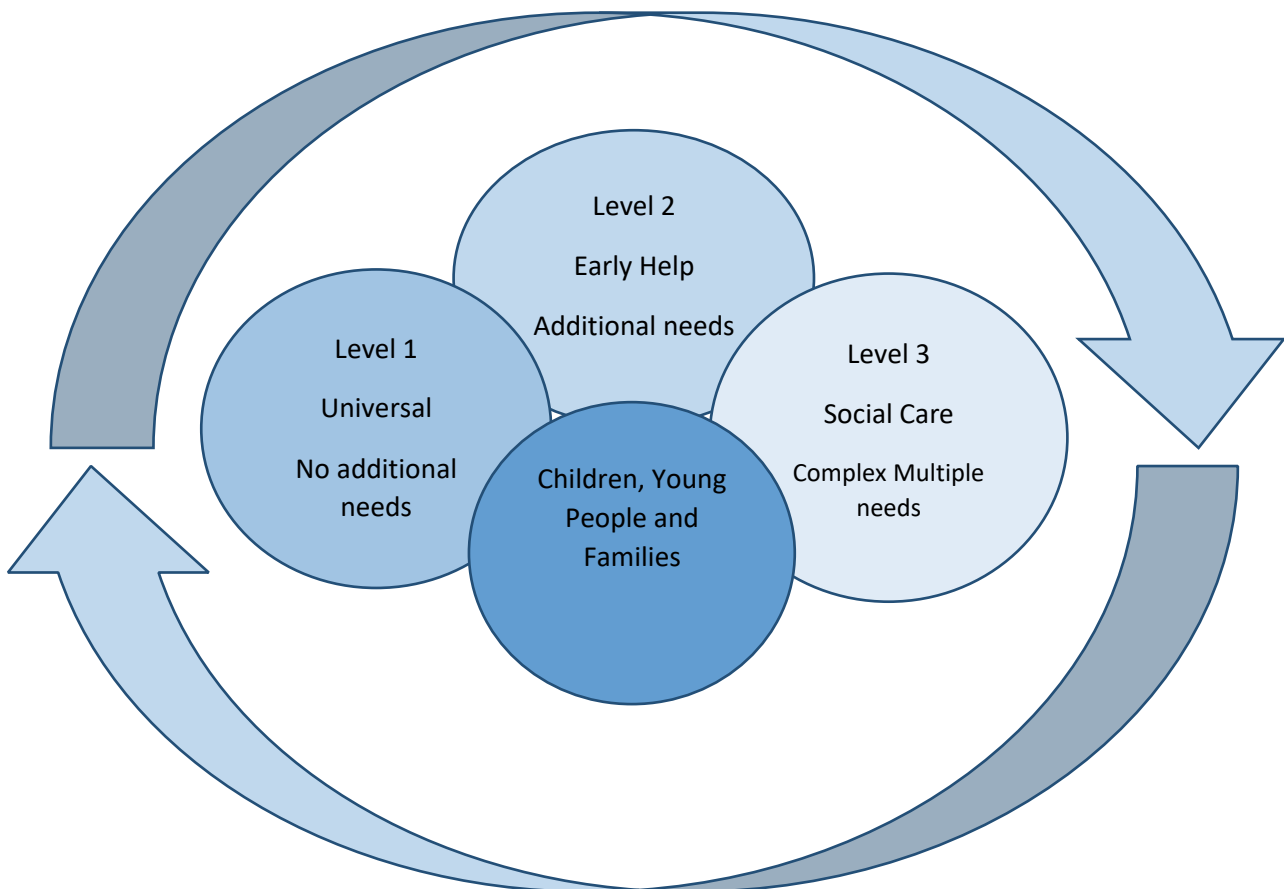 Level 2
Early Help
Additional needs
Level 1
Universal
No additional
needs
Level 3
Social Care
Complex Multiple
needs
Children, Young
People and
Families